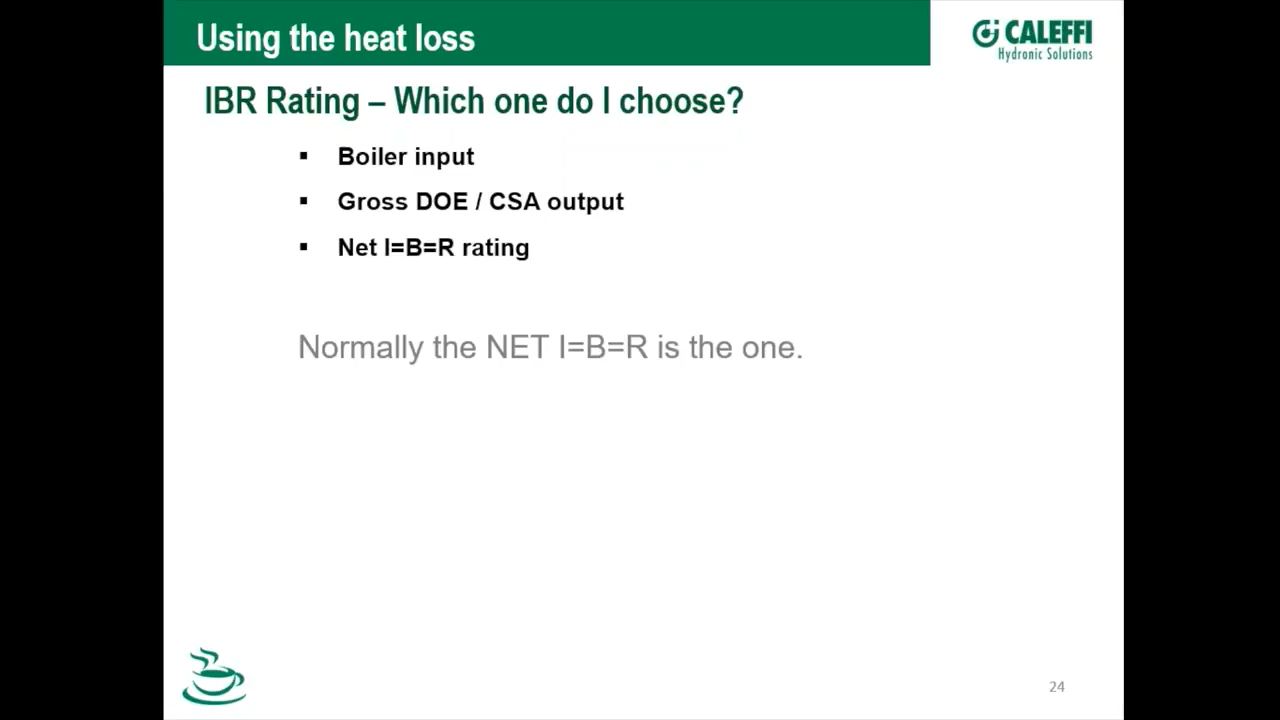 Using the heat loss
CALEFFI
Hydronic Solutions
IBR Rating – Which one do I choose?
▪ Boiler input
▪ Gross DOE / CSA output
▪ Net I=B=R rating
Normally the NET I=B=R is the one.
24